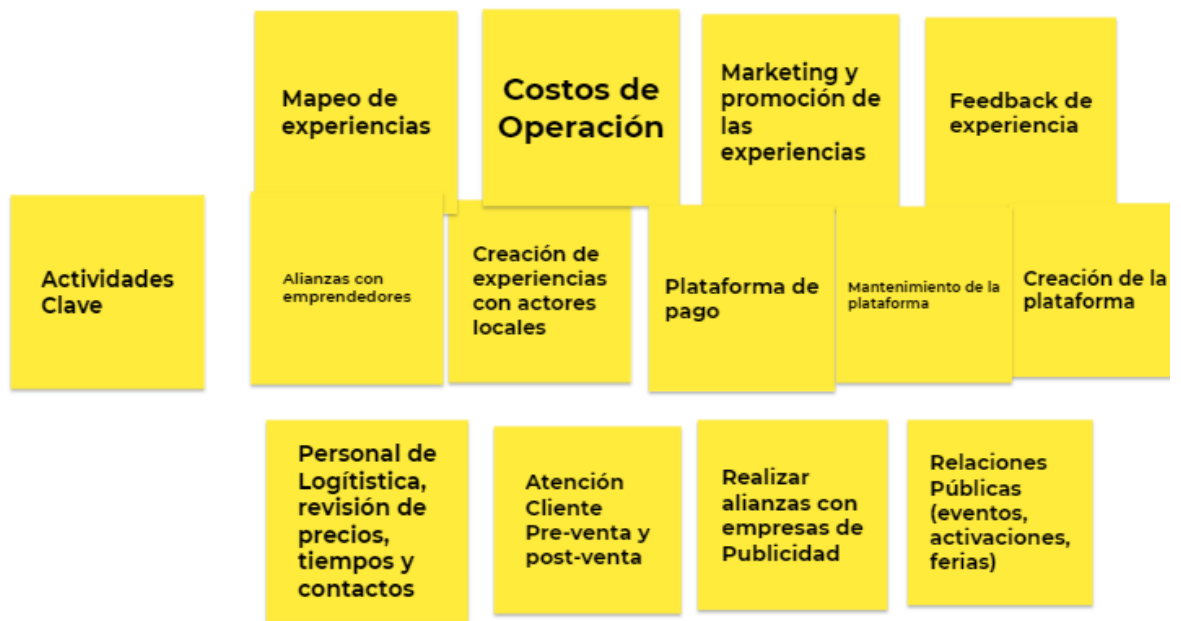 Mapeo de
experiencias
Costos de
Operación
Marketing y
promoción de
las
experiencias
Feedback de
experiencia
Actividades
Clave
Alianzas con
emprendedores
Creación de
experiencias
con actores
locales
Plataforma de
pago
Mantenimiento de la
plataforma
Creación de la
plataforma
Personal de
Logítistica,
revisión de
precios,
tiempos y
contactos
Atención
Cliente
Pre-venta y
post-venta
Realizar
alianzas con
empresas de
Publicidad
Relaciones
Públicas
(eventos,
activaciones,
ferias)